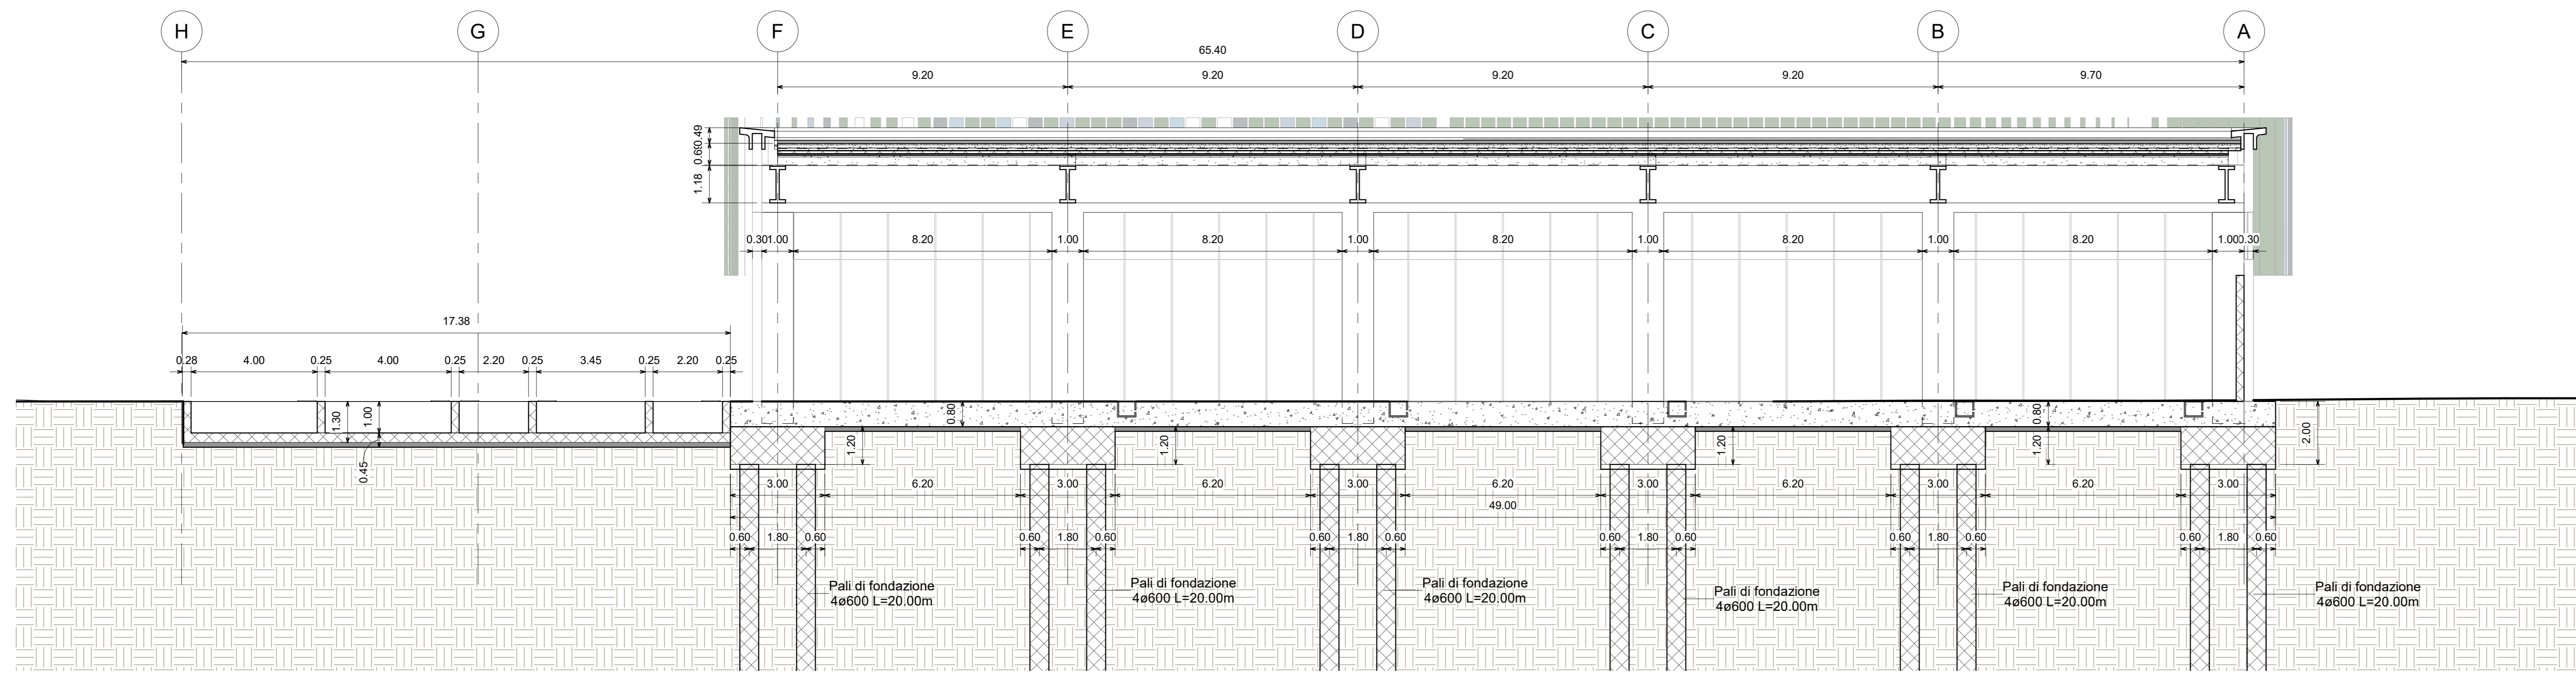 H G F E D C B A
65.40
9.20 9.20 9.20 9.20 9.70
0.49
0.69
1.18
0.30 1.00 8.20 1.00 8.20 1.00 8.20 1.00 8.20 1.00 8.20 1.00 0.30
17.38
0.28 4.00 0.25 4.00 0.25 2.20 0.25 3.45 0.25 2.20 0.25
1.30 1.00 0.80 0.80 2.00
0.45 1.20 1.20 1.20 1.20
3.00 6.20 3.00 6.20 3.00 6.20 3.00 6.20 3.00 6.20 3.00
49.00
0.60 1.80 0.60 0.60 1.80 0.60 0.60 1.80 0.60 0.60 1.80 0.60 0.60 1.80 0.60 0.60 1.80 0.60
Pali di fondazione
4ø600 L=20.00m
Pali di fondazione
4ø600 L=20.00m
Pali di fondazione
4ø600 L=20.00m
Pali di fondazione
4ø600 L=20.00m
Pali di fondazione
4ø600 L=20.00m
Pali di fondazione
4ø600 L=20.00m